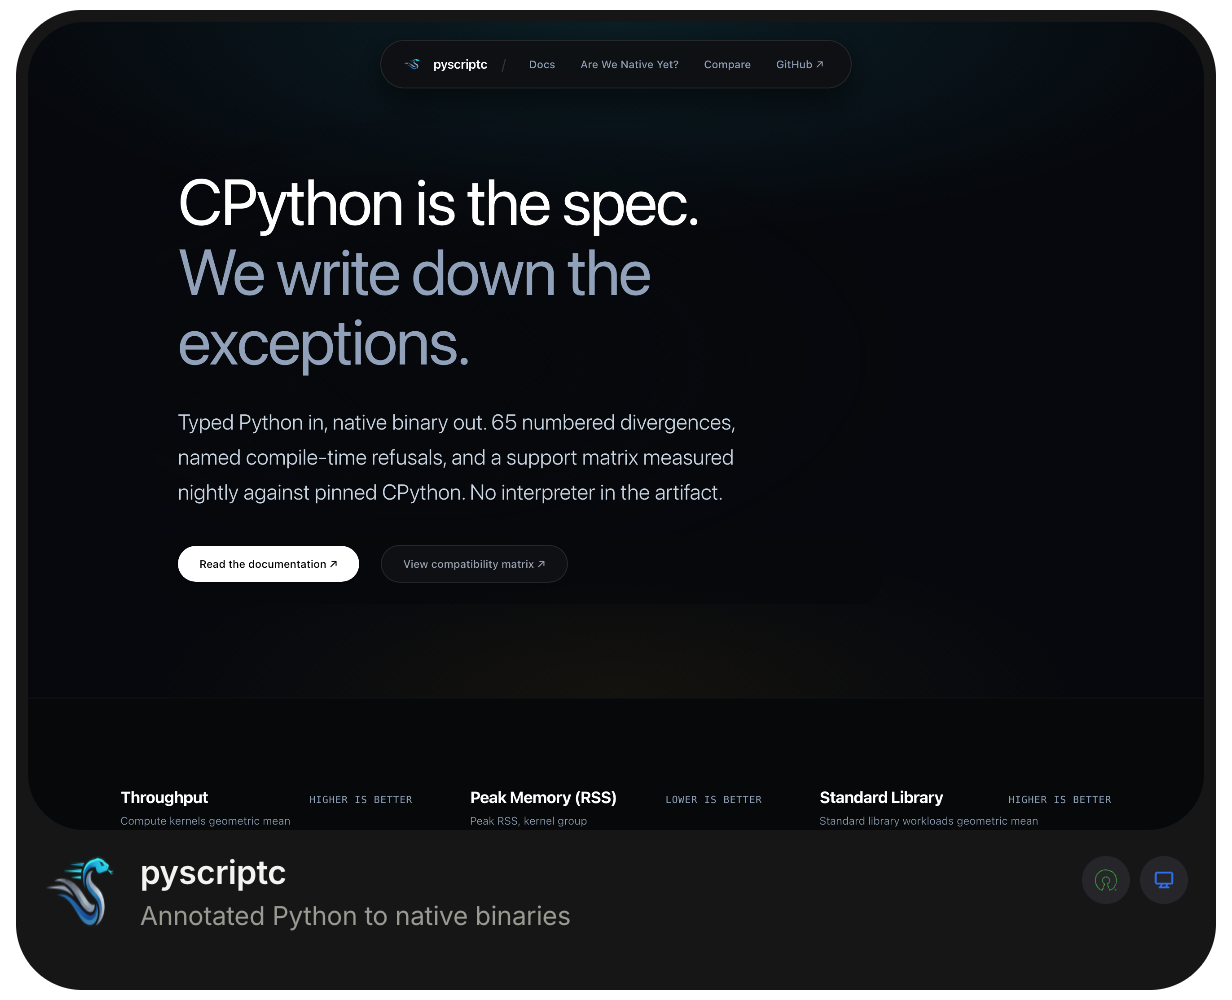 pyscriptc / Docs Are We Native Yet? Compare GitHub ↗
CPython is the spec.
We write down the
exceptions.
Typed Python in, native binary out. 65 numbered divergences,
named compile-time refusals, and a support matrix measured
nightly against pinned CPython. No interpreter in the artifact.
Read the documentation ↗ View compatibility matrix ↗
Throughput HIGHER IS BETTER
Compute kernels geometric mean
Peak Memory (RSS) LOWER IS BETTER
Peak RSS, kernel group
Standard Library HIGHER IS BETTER
Standard library workloads geometric mean
pyscriptc
Annotated Python to native binaries